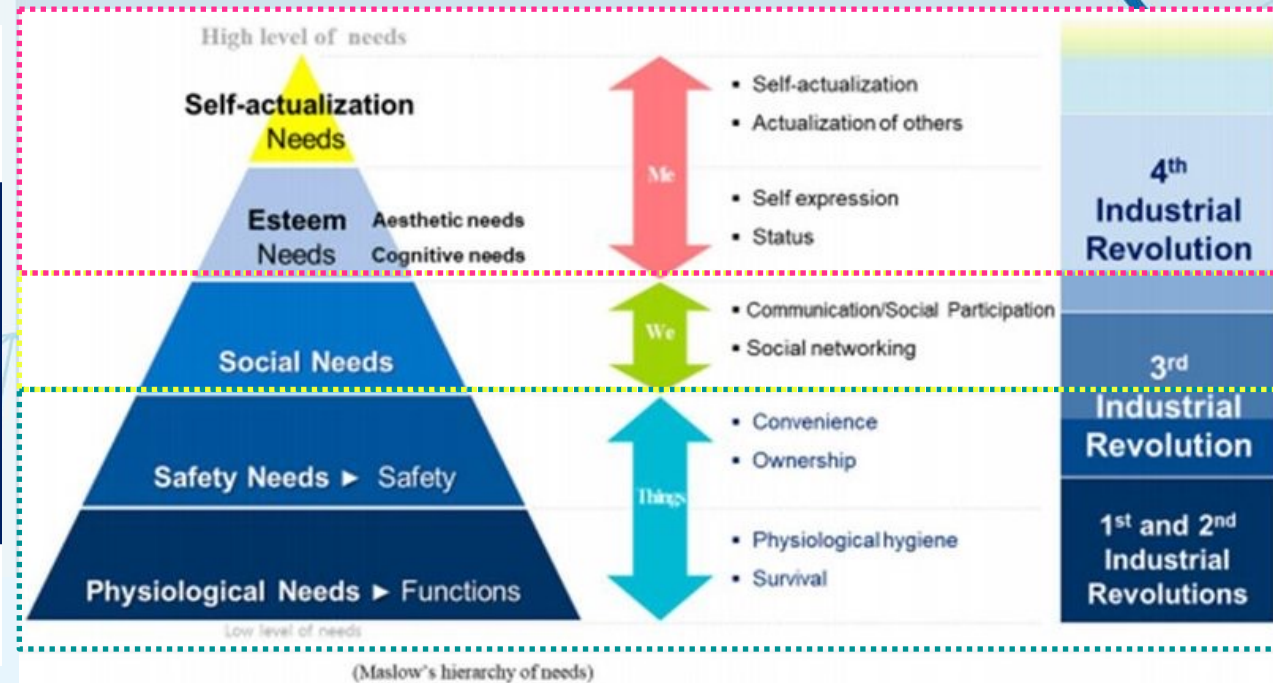 High level of needs
Self-actualization
Needs
Esteem
Needs
Aesthetic needs
Cognitive needs
Social Needs
Safety Needs ► Safety
Physiological Needs ► Functions
Low level of needs
(Maslow's hierarchy of needs)
Me
We
Things
▪ Self-actualization
▪ Actualization of others
▪ Self expression
▪ Status
▪ Communication/Social Participation
▪ Social networking
▪ Convenience
▪ Ownership
▪ Physiological hygiene
▪ Survival
4th
Industrial
Revolution
3rd
Industrial
Revolution
1st and 2nd
Industrial
Revolutions